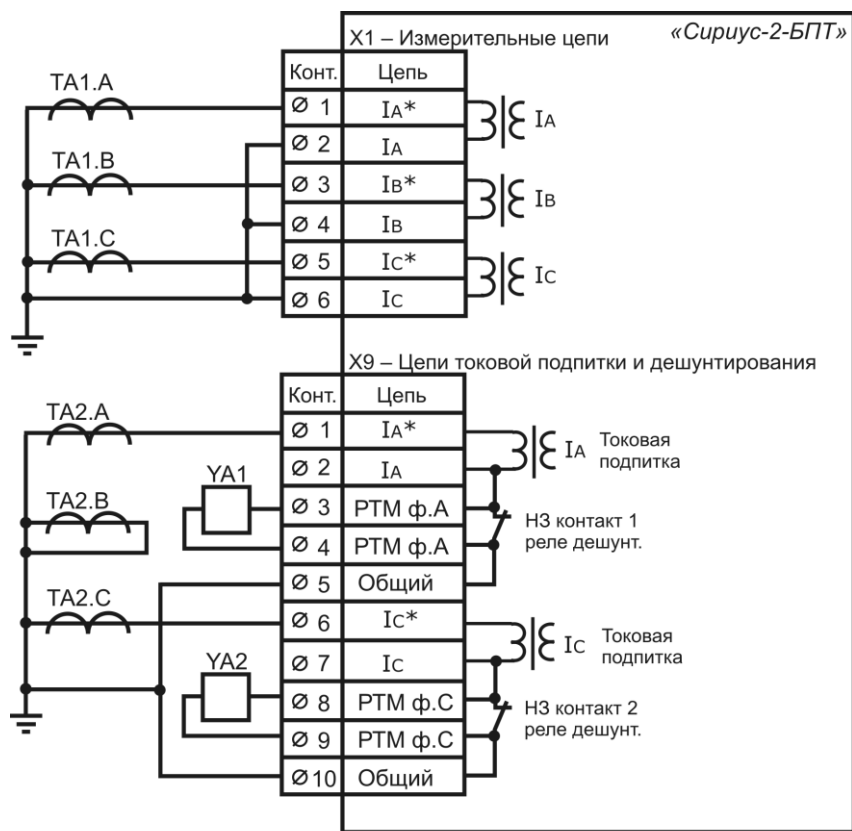 X1 – Измерительные цепи
«Сириус-2-БПТ»
Конт. Цепь
TA1.A
Ø 1 IA*
IA
Ø 2 IA
TA1.B
Ø 3 IB*
IB
Ø 4 IB
TA1.C
Ø 5 IC*
IC
Ø 6 IC
X9 – Цепи токовой подпитки и дешунтирования
Конт. Цепь
TA2.A
Ø 1 IA*
IA Токовая
подпитка
Ø 2 IA
YA1
TA2.B
Ø 3 РТМ ф.А
НЗ контакт 1
реле дешунт.
Ø 4 РТМ ф.А
Ø 5 Общий
TA2.C
Ø 6 IC*
IC Токовая
подпитка
YA2
Ø 7 IC
Ø 8 РТМ ф.С
НЗ контакт 2
реле дешунт.
Ø 9 РТМ ф.С
Ø 10 Общий